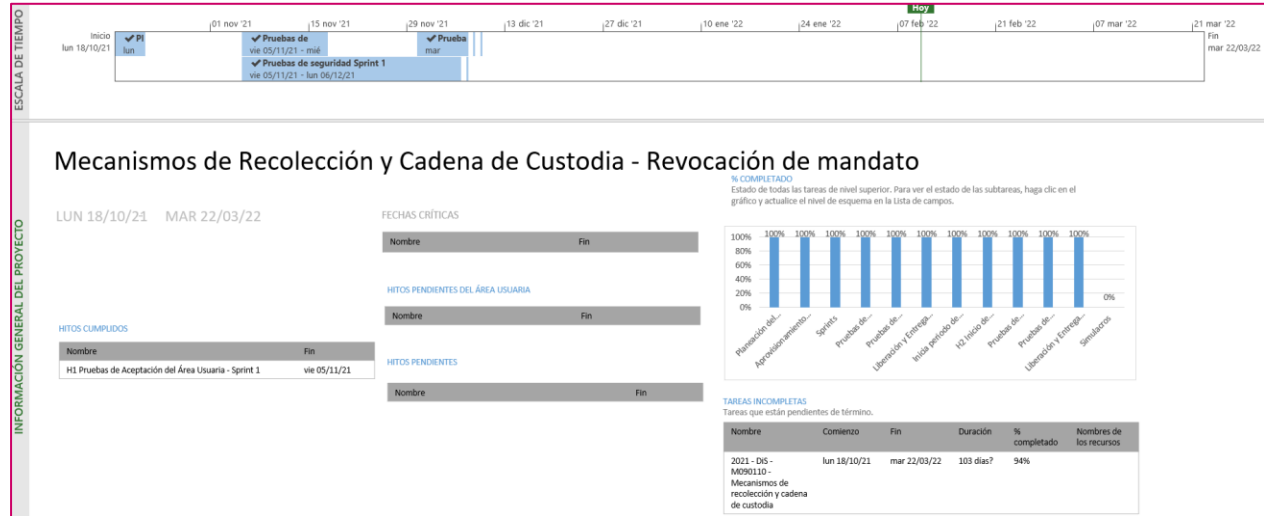 ESCALA DE TIEMPO
Hoy
01 nov '21 15 nov '21 29 nov '21 13 dic '21 27 dic '21 10 ene '22 24 ene '22 07 feb '22 21 feb '22 07 mar '22 21 mar '22
Inicio
lun 18/10/21
✔Pl
lun
✔Pruebas de
vie 05/11/21 - mié
✔Prueba
mar
✔Pruebas de seguridad Sprint 1
vie 05/11/21 - lun 06/12/21
Fin
mar 22/03/22
INFORMACIÓN GENERAL DEL PROYECTO
Mecanismos de Recolección y Cadena de Custodia - Revocación de mandato
LUN 18/10/21 MAR 22/03/22
HITOS CUMPLIDOS
Nombre Fin
H1 Pruebas de Aceptación del Área Usuaria - Sprint 1 vie 05/11/21
FECHAS CRÍTICAS
Nombre Fin
HITOS PENDIENTES DEL ÁREA USUARIA
Nombre Fin
HITOS PENDIENTES
Nombre Fin
% COMPLETADO
Estado de todas las tareas de nivel superior. Para ver el estado de las subtareas, haga clic en el
gráfico y actualice el nivel de esquema en la Lista de campos.
100% 100% 100% 100% 100% 100% 100% 100% 100% 100% 0%
100%
80%
60%
40%
20%
0%
Planeación del...
Aprovisionamiento...
Sprints
Pruebas de...
Pruebas de...
Liberación y Entrega...
Inicia periodo de...
H2 Inicio de...
Pruebas de...
Pruebas de...
Liberación y Entrega...
Simulacros
TAREAS INCOMPLETAS
Tareas que están pendientes de término.
Nombre Comienzo Fin Duración % completado Nombres de los recursos
2021 - DiS - lun 18/10/21 mar 22/03/22 103 días? 94%
M090110 -
Mecanismos de
recolección y cadena
de custodia